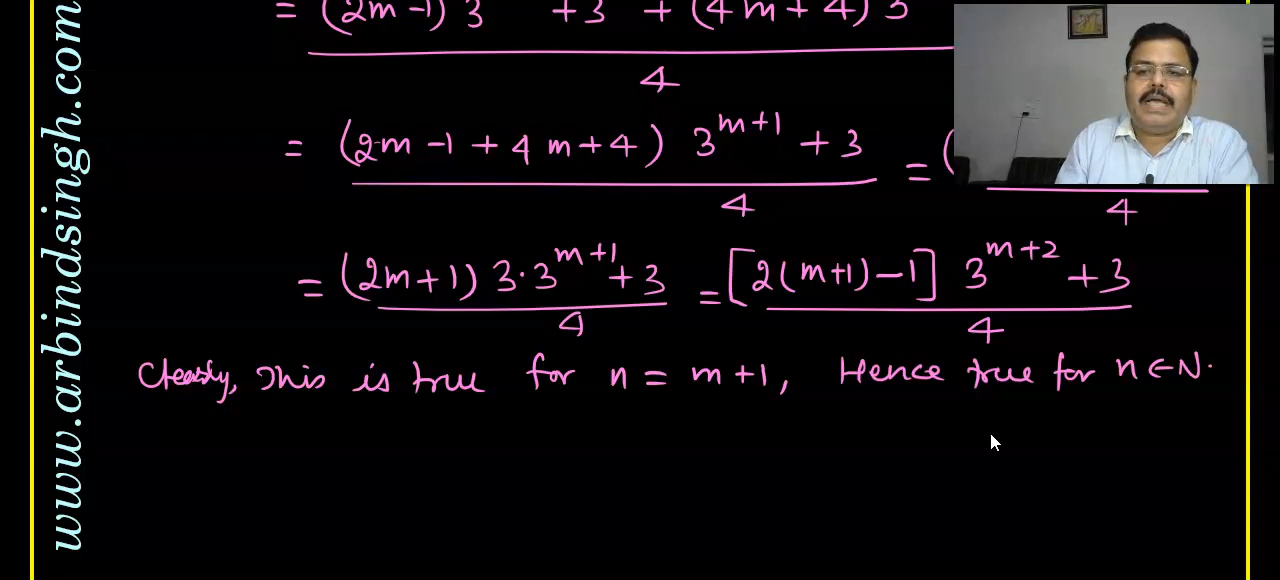 = (2m-1) 3 + 3 + (4m+4) 3
4
= (2m-1+4m+4) 3^{m+1} + 3 = (
4 4
= (2m+1) 3·3^{m+1} + 3 = [2(m+1)-1] 3^{m+2} + 3
4 4
Clearly, This is true for n = m+1, Hence true for n∈N.
www.arbindsingh.com